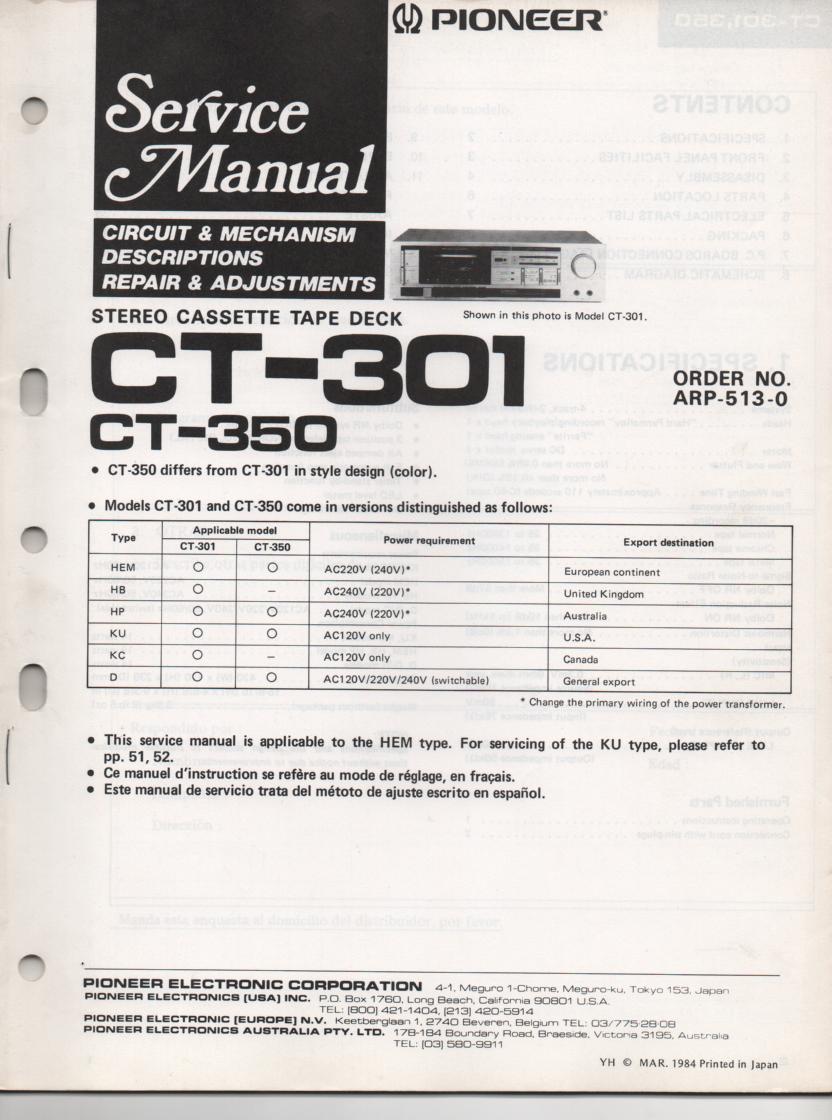 PIONEER®
Service
Manual
CIRCUIT & MECHANISM
DESCRIPTIONS
REPAIR & ADJUSTMENTS
Shown in this photo is Model CT-301.
STEREO CASSETTE TAPE DECK
CT-301
CT-350
ORDER NO.
ARP-513-0
● CT-350 differs from CT-301 in style design (color).
● Models CT-301 and CT-350 come in versions distinguished as follows:
Type Applicable model Power requirement Export destination
CT-301 CT-350
HEM ○ ○ AC220V (240V)* European continent
HB ○ – AC240V (220V)* United Kingdom
HP ○ ○ AC240V (220V)* Australia
KU ○ ○ AC120V only U.S.A.
KC ○ – AC120V only Canada
D ○ ○ AC120V/220V/240V (switchable) General export
* Change the primary wiring of the power transformer.
● This service manual is applicable to the HEM type. For servicing of the KU type, please refer to
pp. 51, 52.
● Ce manuel d'instruction se refère au mode de réglage, en fraçais.
● Este manual de servicio trata del métoto de ajuste escrito en español.
PIONEER ELECTRONIC CORPORATION 4-1, Meguro 1-Chome, Meguro-ku, Tokyo 153, Japan
PIONEER ELECTRONICS [USA] INC. P.O. Box 1760, Long Beach, California 90801 U.S.A.
TEL: [800] 421-1404, [213] 420-5914
PIONEER ELECTRONIC [EUROPE] N.V. Keetberglaan 1, 2740 Beveren, Belgium TEL: 03/775·28·08
PIONEER ELECTRONICS AUSTRALIA PTY. LTD. 178-184 Boundary Road, Braeside, Victoria 3195, Australia
TEL: [03] 580-9911
YH © MAR. 1984 Printed in Japan